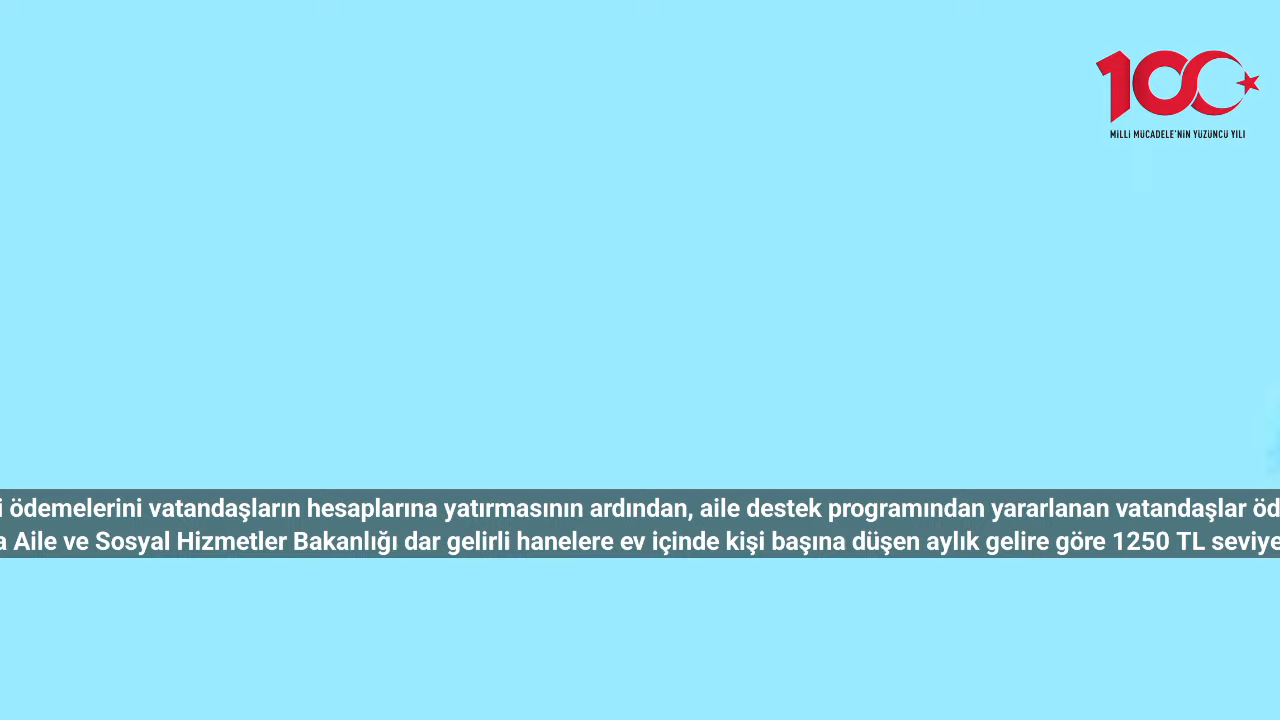 100
MİLLİ MÜCADELE'NİN YÜZÜNCÜ YILI
i ödemelerini vatandaşların hesaplarına yatırmasının ardından, aile destek programından yararlanan vatandaşlar öd
a Aile ve Sosyal Hizmetler Bakanlığı dar gelirli hanelere ev içinde kişi başına düşen aylık gelire göre 1250 TL seviye